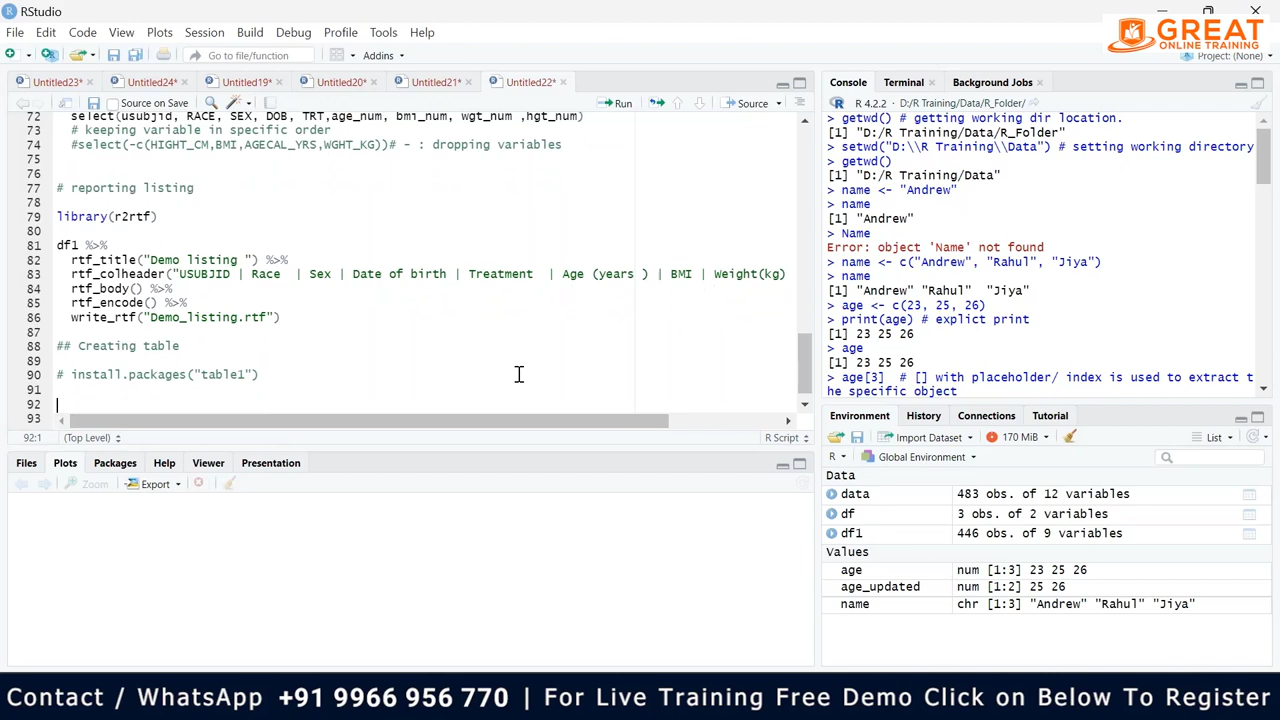 RStudio
File Edit Code View Plots Session Build Debug Profile Tools Help
GREAT
ONLINE TRAINING
Go to file/function
Addins
Project: (None)
Untitled23* Untitled24* Untitled19* Untitled20* Untitled21* Untitled22*
Source on Save Run Source
72 select(usubjid, RACE, SEX, DOB, TRT,age_num, bmi_num, wgt_num ,hgt_num)
73 # keeping variable in specific order
74 #select(-c(HIGHT_CM,BMI,AGECAL_YRS,WGHT_KG))# - : dropping variables
75
76
77 # reporting listing
78
79 library(r2rtf)
80
81 df1 %>%
82 rtf_title("Demo listing ") %>%
83 rtf_colheader("USUBJID | Race | Sex | Date of birth | Treatment | Age (years ) | BMI | Weight(kg)
84 rtf_body() %>%
85 rtf_encode() %>%
86 write_rtf("Demo_listing.rtf")
87
88 ## Creating table
89
90 # install.packages("table1")
91
92
93
92:1 (Top Level) R Script
Files Plots Packages Help Viewer Presentation
Zoom Export
Console Terminal Background Jobs
R 4.2.2 · D:/R Training/Data/R_Folder/
> getwd() # getting working dir location.
[1] "D:/R Training/Data/R_Folder"
> setwd("D:\\R Training\\Data") # setting working directory
> getwd()
[1] "D:/R Training/Data"
> name <- "Andrew"
> name
[1] "Andrew"
> Name
Error: object 'Name' not found
> name <- c("Andrew", "Rahul", "Jiya")
> name
[1] "Andrew" "Rahul" "Jiya"
> age <- c(23, 25, 26)
> print(age) # explict print
[1] 23 25 26
> age
[1] 23 25 26
> age[3] # [] with placeholder/ index is used to extract t
he specific object
Environment History Connections Tutorial
Import Dataset 170 MiB List
R Global Environment
Data
data 483 obs. of 12 variables
df 3 obs. of 2 variables
df1 446 obs. of 9 variables
Values
age num [1:3] 23 25 26
age_updated num [1:2] 25 26
name chr [1:3] "Andrew" "Rahul" "Jiya"
Contact / WhatsApp +91 9966 956 770 | For Live Training Free Demo Click on Below To Register